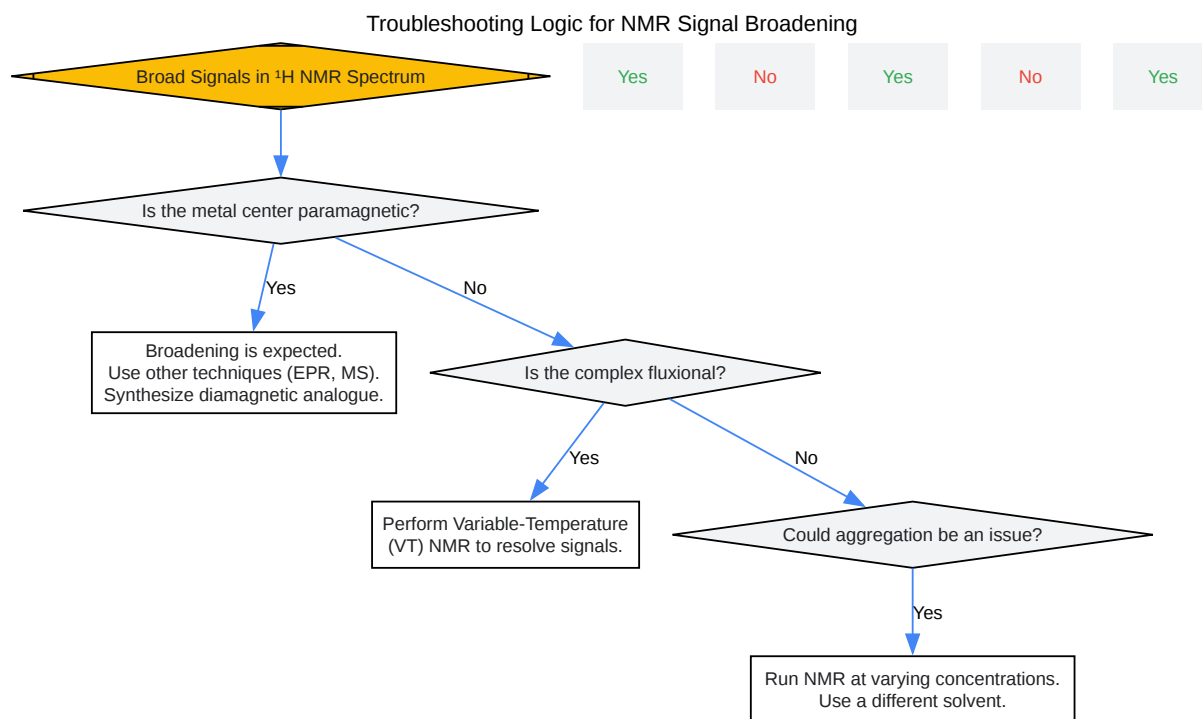 Troubleshooting Logic for NMR Signal Broadening
Broad Signals in ¹H NMR Spectrum
Yes
No
Yes
No
Yes
Is the metal center paramagnetic?
Yes
No
Broadening is expected.
Use other techniques (EPR, MS).
Synthesize diamagnetic analogue.
Is the complex fluxional?
Yes
No
Perform Variable-Temperature
(VT) NMR to resolve signals.
Could aggregation be an issue?
Yes
Run NMR at varying concentrations.
Use a different solvent.